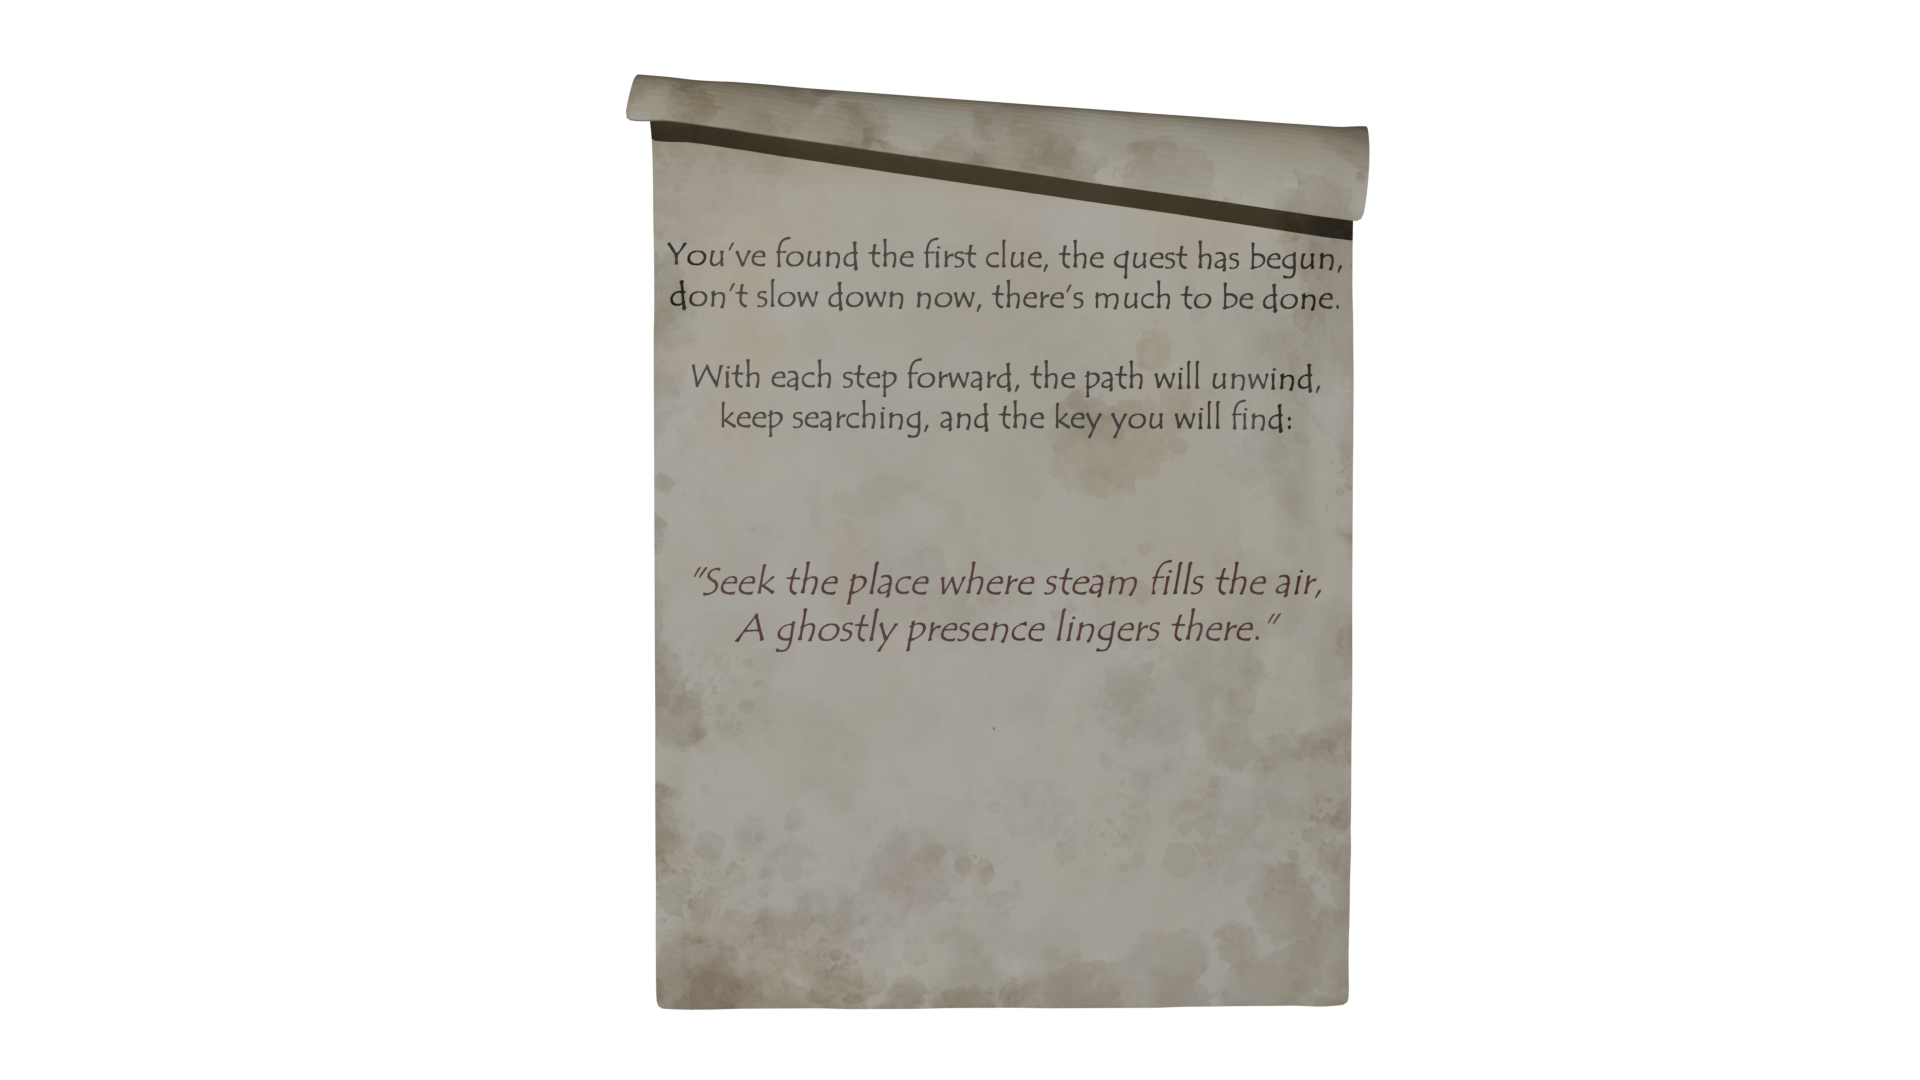 You've found the first clue, the quest has begun,
don't slow down now, there's much to be done.
With each step forward, the path will unwind,
keep searching, and the key you will find:
"Seek the place where steam fills the air,
A ghostly presence lingers there."